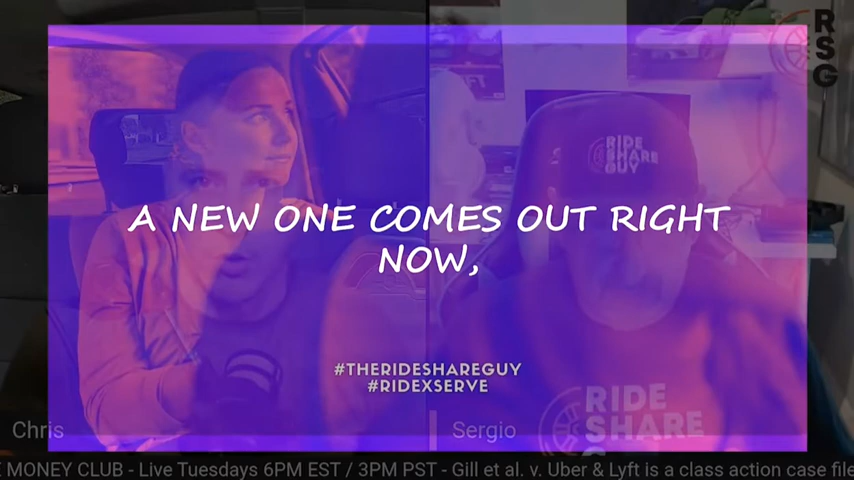 RSG
RIDE
SHARE
GUY
A NEW ONE COMES OUT RIGHT
NOW,
#THERIDESHAREGUY
#RIDEXSERVE
RIDE
SHARE
Chris
Sergio
MONEY CLUB - Live Tuesdays 6PM EST / 3PM PST - Gill et al. v. Uber & Lyft is a class action case file